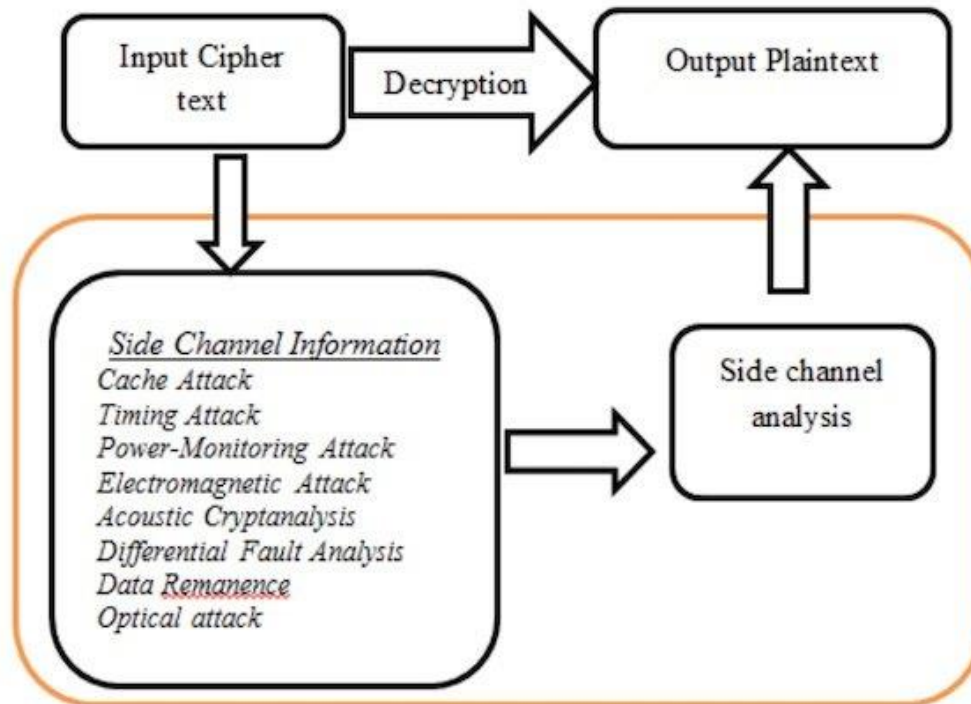 Input Cipher
text
Decryption
Output Plaintext
Side Channel Information
Cache Attack
Timing Attack
Power-Monitoring Attack
Electromagnetic Attack
Acoustic Cryptanalysis
Differential Fault Analysis
Data Remanence
Optical attack
Side channel
analysis